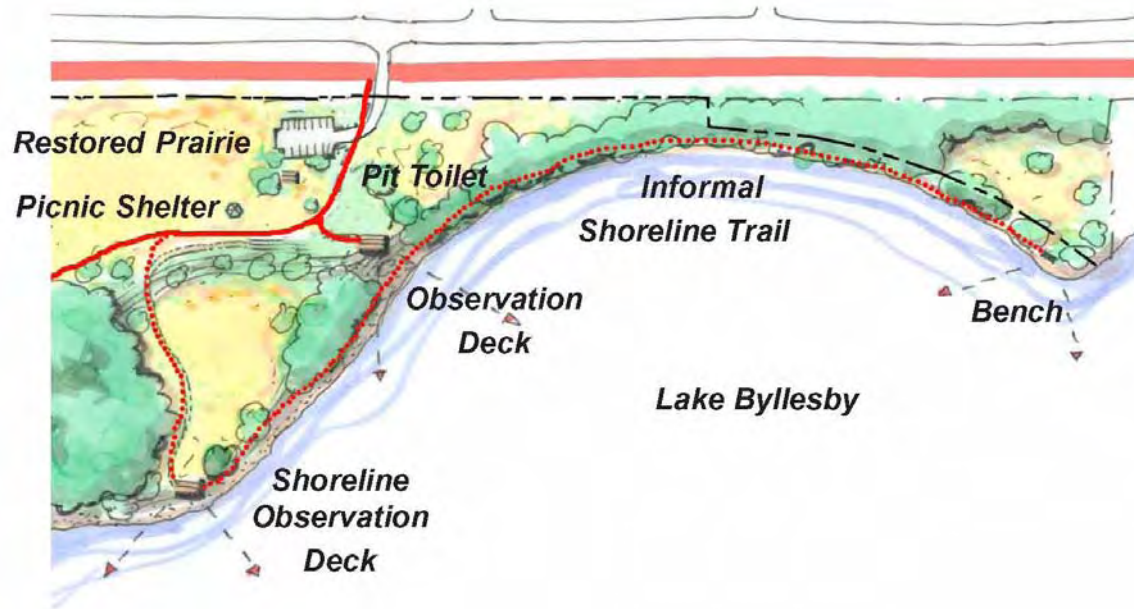 Restored Prairie
Pit Toilet
Picnic Shelter
Informal
Shoreline Trail
Observation
Deck
Bench
Lake Byllesby
Shoreline
Observation
Deck